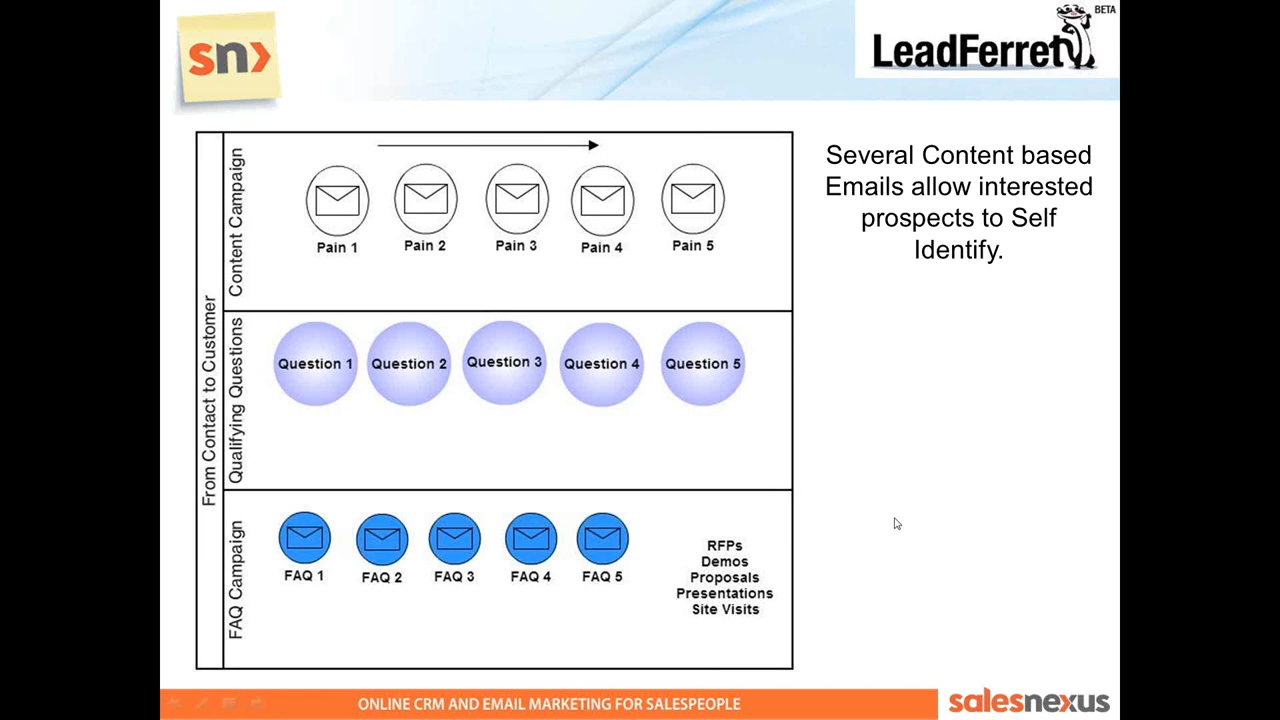 sn>
LeadFerret
BETA
From Contact to Customer
Content Campaign
Pain 1
Pain 2
Pain 3
Pain 4
Pain 5
Several Content based
Emails allow interested
prospects to Self
Identify.
Qualifying Questions
Question 1
Question 2
Question 3
Question 4
Question 5
FAQ Campaign
FAQ 1
FAQ 2
FAQ 3
FAQ 4
FAQ 5
RFPs
Demos
Proposals
Presentations
Site Visits
ONLINE CRM AND EMAIL MARKETING FOR SALESPEOPLE
salesnexus